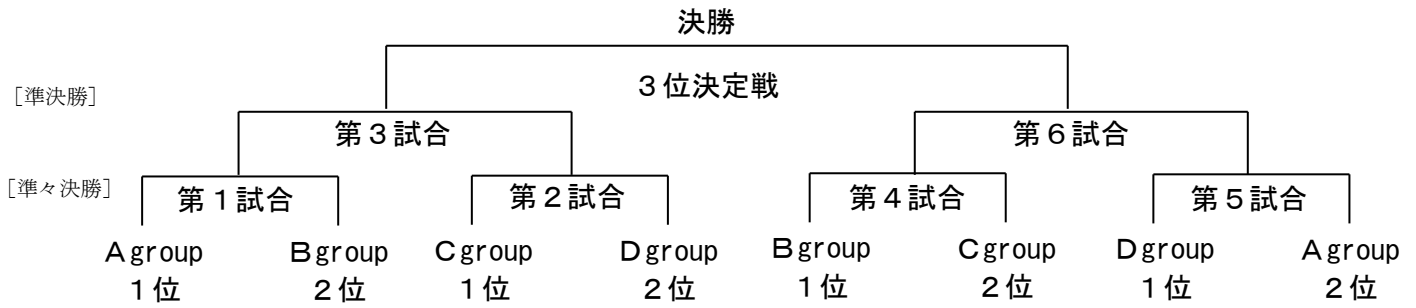 決勝
［準決勝］
３位決定戦
第３試合
第６試合
［準々決勝］
第１試合
第２試合
第４試合
第５試合
Ａgroup
１位
Ｂgroup
２位
Ｃgroup
１位
Ｄgroup
２位
Ｂgroup
１位
Ｃgroup
２位
Ｄgroup
１位
Ａgroup
２位